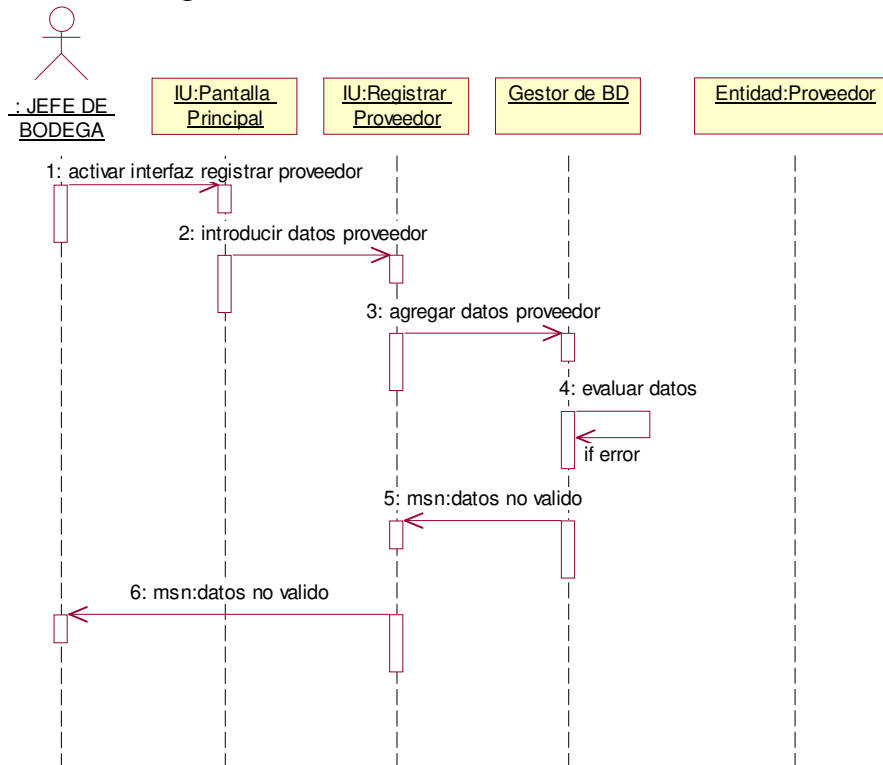 : JEFE DE
BODEGA
IU:Pantalla
Principal
IU:Registrar
Proveedor
Gestor de BD
Entidad:Proveedor
1: activar interfaz registrar proveedor
2: introducir datos proveedor
3: agregar datos proveedor
4: evaluar datos
if error
5: msn:datos no valido
6: msn:datos no valido